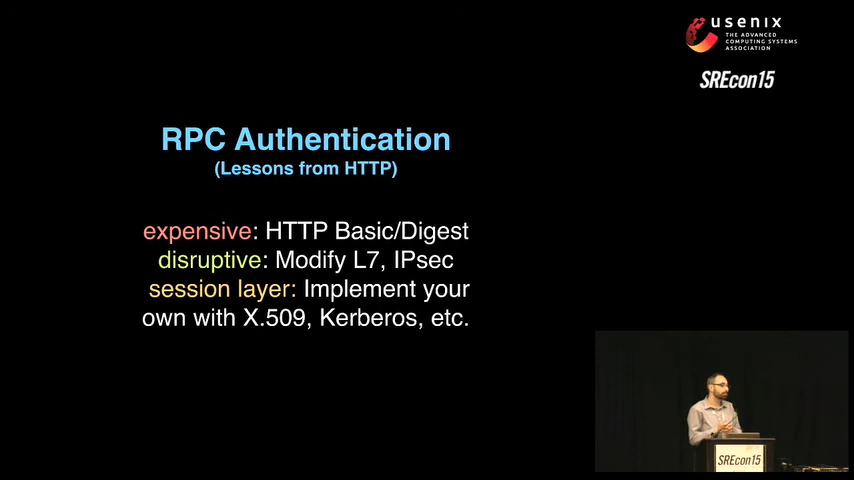 usenix
THE ADVANCED
COMPUTING SYSTEMS
ASSOCIATION
SREcon15
RPC Authentication
(Lessons from HTTP)
expensive: HTTP Basic/Digest
disruptive: Modify L7, IPsec
session layer: Implement your
own with X.509, Kerberos, etc.
SREcon15